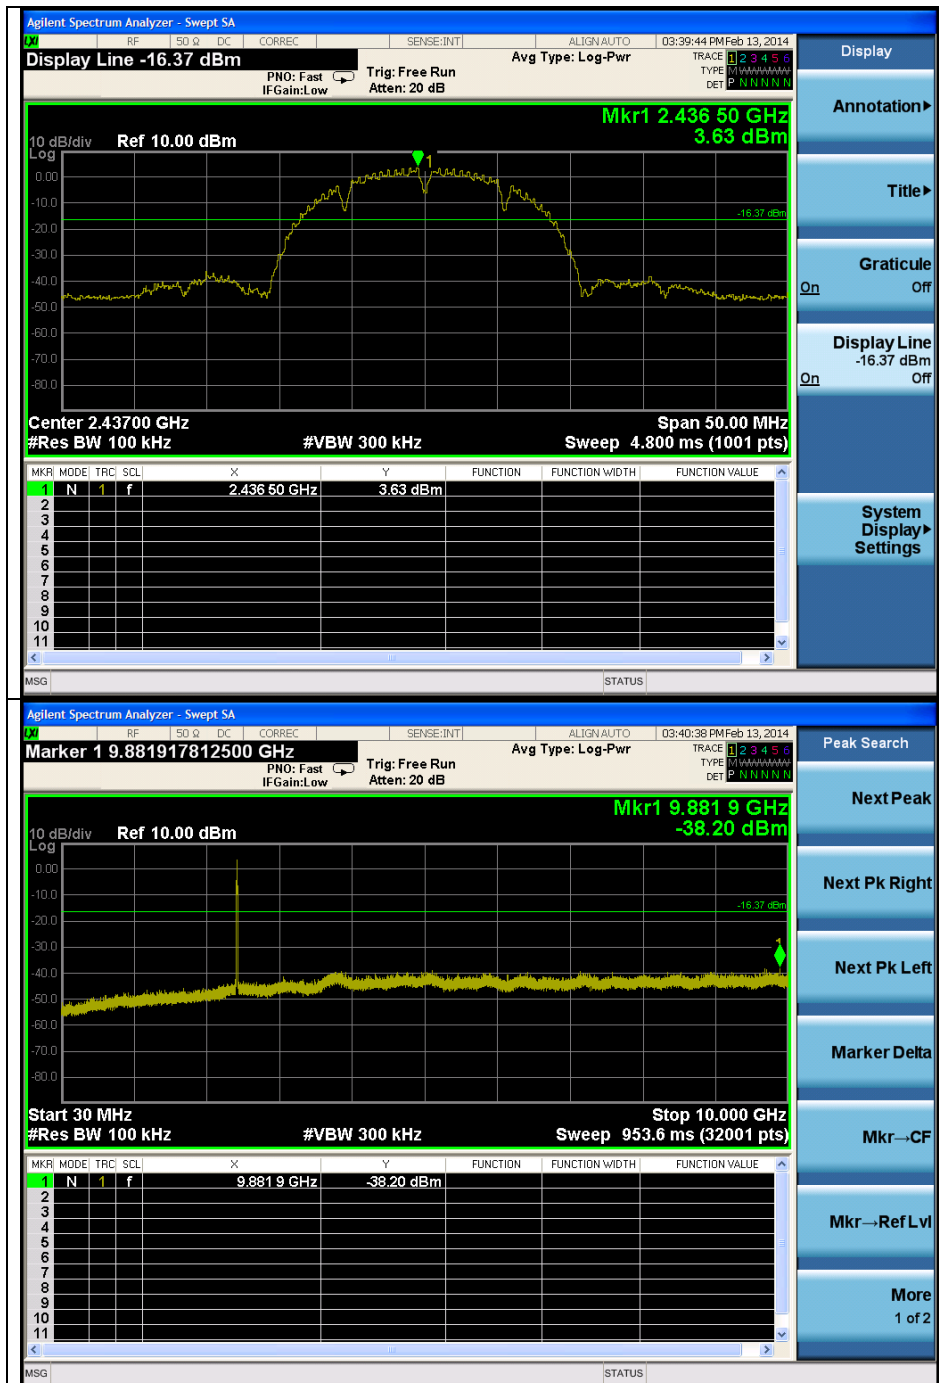 Agilent Spectrum Analyzer - Swept SA
LXI RF 50 Ω DC CORREC SENSE:INT ALIGN AUTO 03:39:44 PM Feb 13, 2014
Display Line -16.37 dBm
PNO: Fast
IFGain:Low
Trig: Free Run
Atten: 20 dB
Avg Type: Log-Pwr
TRACE 1 2 3 4 5 6
TYPE M
DET P N N N N N
Mkr1 2.436 50 GHz
3.63 dBm
10 dB/div Ref 10.00 dBm
Log
1
0.00
-10.0
-16.37 dBm
-20.0
-30.0
-40.0
-50.0
-60.0
-70.0
-80.0
Center 2.43700 GHz Span 50.00 MHz
#Res BW 100 kHz #VBW 300 kHz Sweep 4.800 ms (1001 pts)
MKR MODE TRC SCL X Y FUNCTION FUNCTION WIDTH FUNCTION VALUE
1 N 1 f 2.436 50 GHz 3.63 dBm
2
3
4
5
6
7
8
9
10
11
MSG STATUS
Display
Annotation
Title
Graticule
On Off
Display Line
-16.37 dBm
On Off
System
Display
Settings
Agilent Spectrum Analyzer - Swept SA
LXI RF 50 Ω DC CORREC SENSE:INT ALIGN AUTO 03:40:38 PM Feb 13, 2014
Marker 1 9.881917812500 GHz
PNO: Fast
IFGain:Low
Trig: Free Run
Atten: 20 dB
Avg Type: Log-Pwr
TRACE 1 2 3 4 5 6
TYPE M
DET P N N N N N
Mkr1 9.881 9 GHz
-38.20 dBm
10 dB/div Ref 10.00 dBm
Log
0.00
-10.0
-16.37 dBm
-20.0
-30.0
1
-40.0
-50.0
-60.0
-70.0
-80.0
Start 30 MHz Stop 10.000 GHz
#Res BW 100 kHz #VBW 300 kHz Sweep 953.6 ms (32001 pts)
MKR MODE TRC SCL X Y FUNCTION FUNCTION WIDTH FUNCTION VALUE
1 N 1 f 9.881 9 GHz -38.20 dBm
2
3
4
5
6
7
8
9
10
11
MSG STATUS
Peak Search
Next Peak
Next Pk Right
Next Pk Left
Marker Delta
Mkr→CF
Mkr→Ref Lvl
More
1 of 2